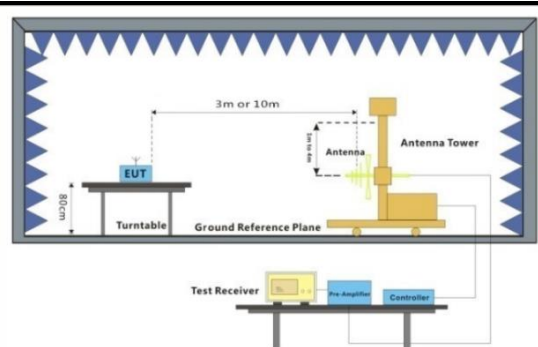 3m or 10m
Antenna Tower
1m to 4m
Antenna
EUT
80cm
Turntable
Ground Reference Plane
Test Receiver
Pre-Amplifier
Controller